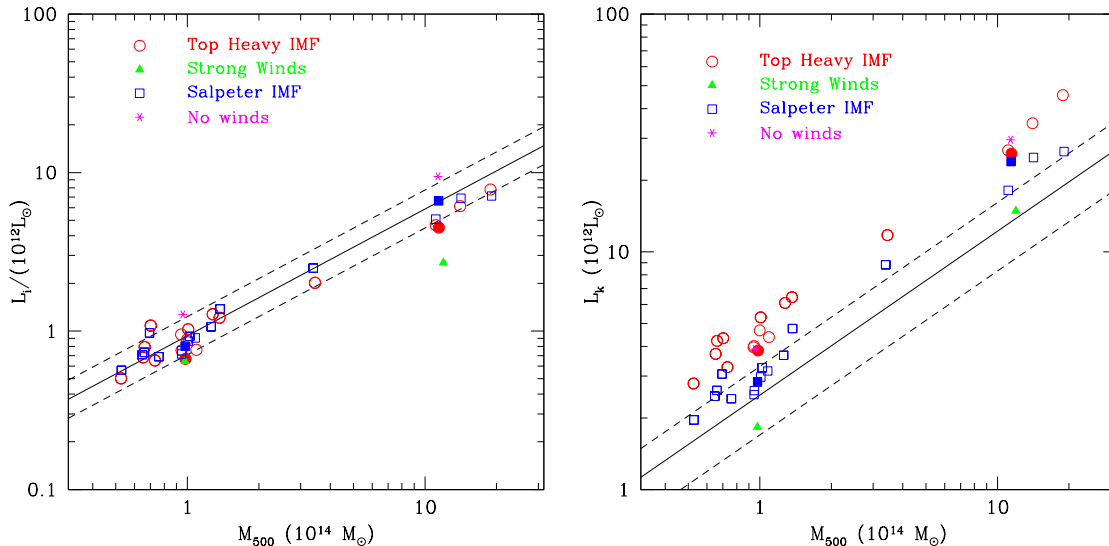 100
10
1
0.1
L_i/(10^12 L_⊙)
Top Heavy IMF
Strong Winds
Salpeter IMF
No winds
1
10
M_500 (10^14 M_⊙)
10
1
L_k (10^12 L_⊙)
100
Top Heavy IMF
Strong Winds
Salpeter IMF
No winds
1
10
M_500 (10^14 M_⊙)